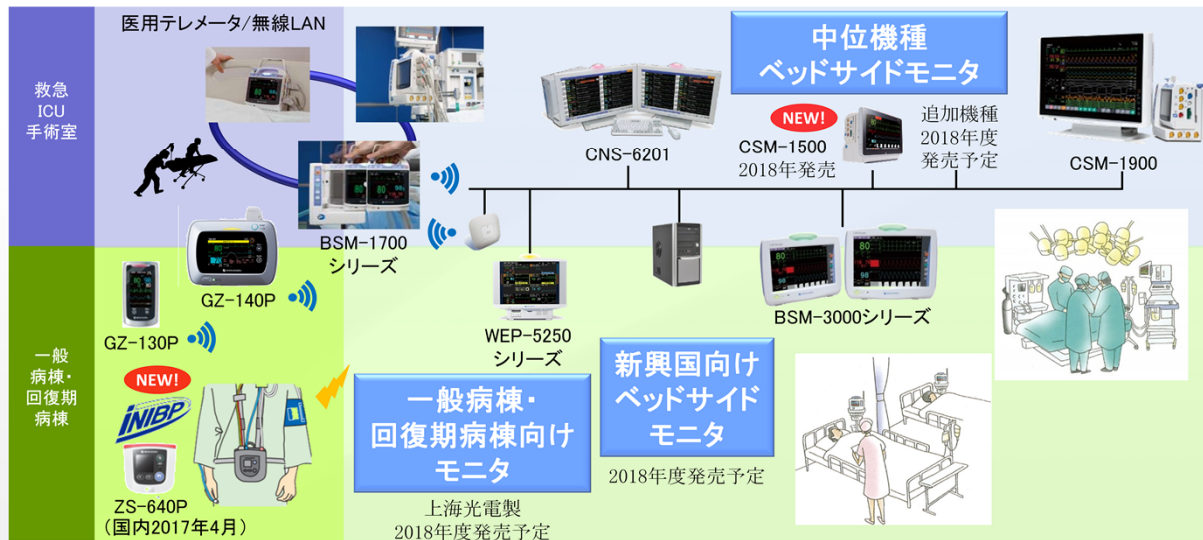 医用テレメータ/無線LAN
救急
ICU
手術室
中位機種
ベッドサイドモニタ
NEW!
CSM-1500
2018年発売
追加機種
2018年度
発売予定
CNS-6201
CSM-1900
BSM-1700
シリーズ
GZ-140P
GZ-130P
WEP-5250
シリーズ
BSM-3000シリーズ
一般
病棟・
回復期
病棟
NEW!
iNIBP
ZS-640P
(国内2017年4月)
一般病棟・
回復期病棟向け
モニタ
上海光電製
2018年度発売予定
新興国向け
ベッドサイド
モニタ
2018年度発売予定